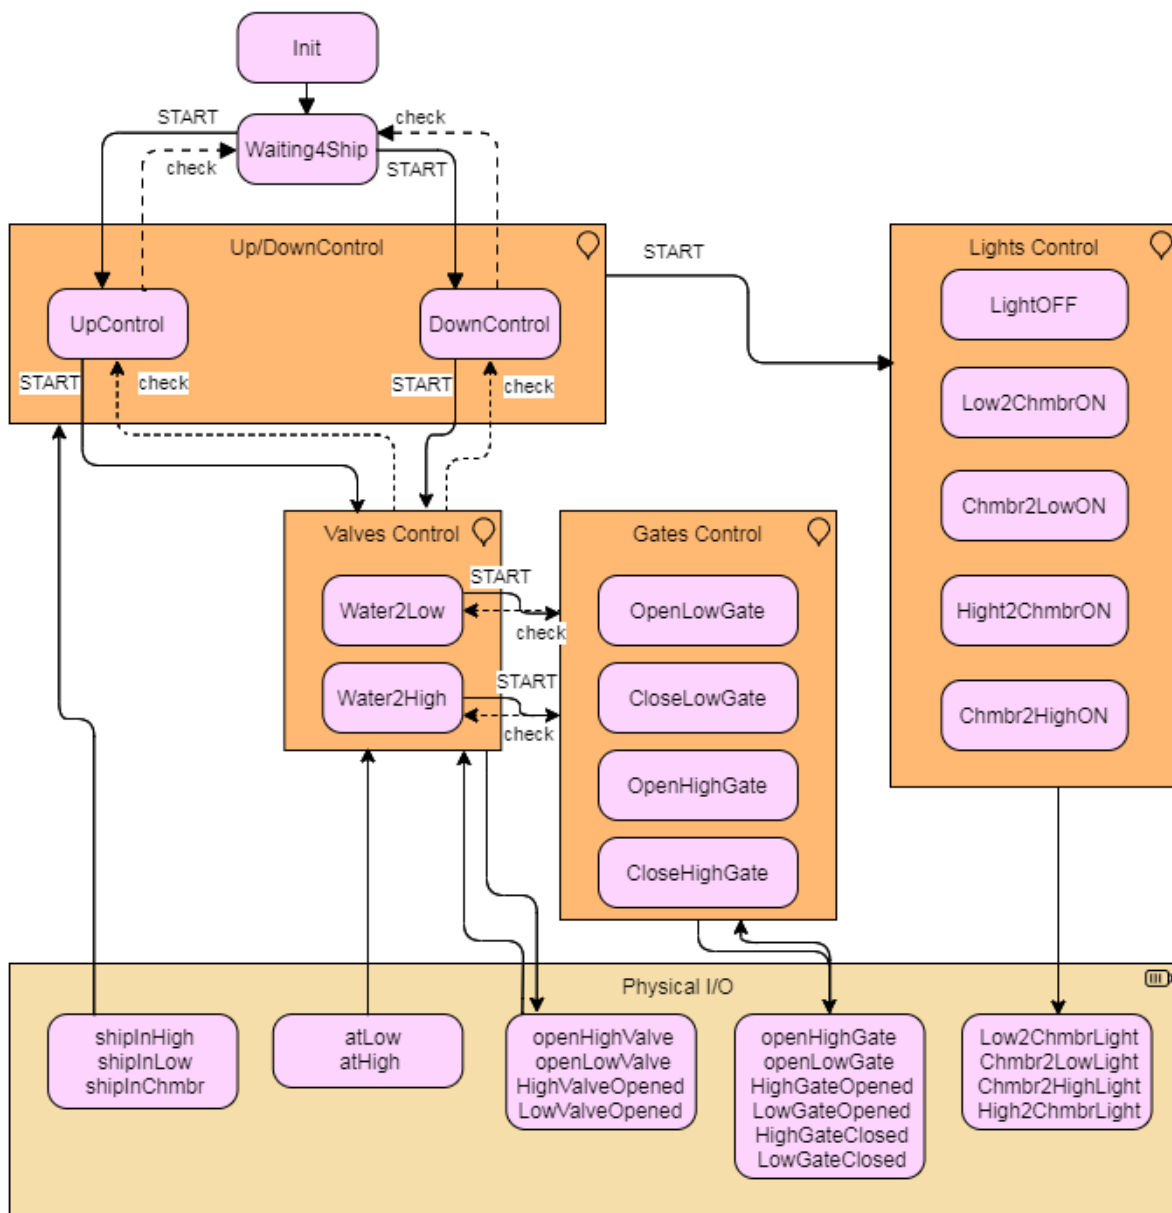 Init
START
check
Waiting4Ship
check
START
Up/DownControl
START
Lights Control
LightOFF
UpControl
DownControl
START
check
START
check
Low2ChmbrON
Chmbr2LowON
Hight2ChmbrON
Chmbr2HighON
Valves Control
Gates Control
START
Water2Low
check
OpenLowGate
START
Water2High
check
CloseLowGate
OpenHighGate
CloseHighGate
Physical I/O
shipInHigh
shipInLow
shipInChmbr
atLow
atHigh
openHighValve
openLowValve
HighValveOpened
LowValveOpened
openHighGate
openLowGate
HighGateOpened
LowGateOpened
HighGateClosed
LowGateClosed
Low2ChmbrLight
Chmbr2LowLight
Chmbr2HighLight
High2ChmbrLight